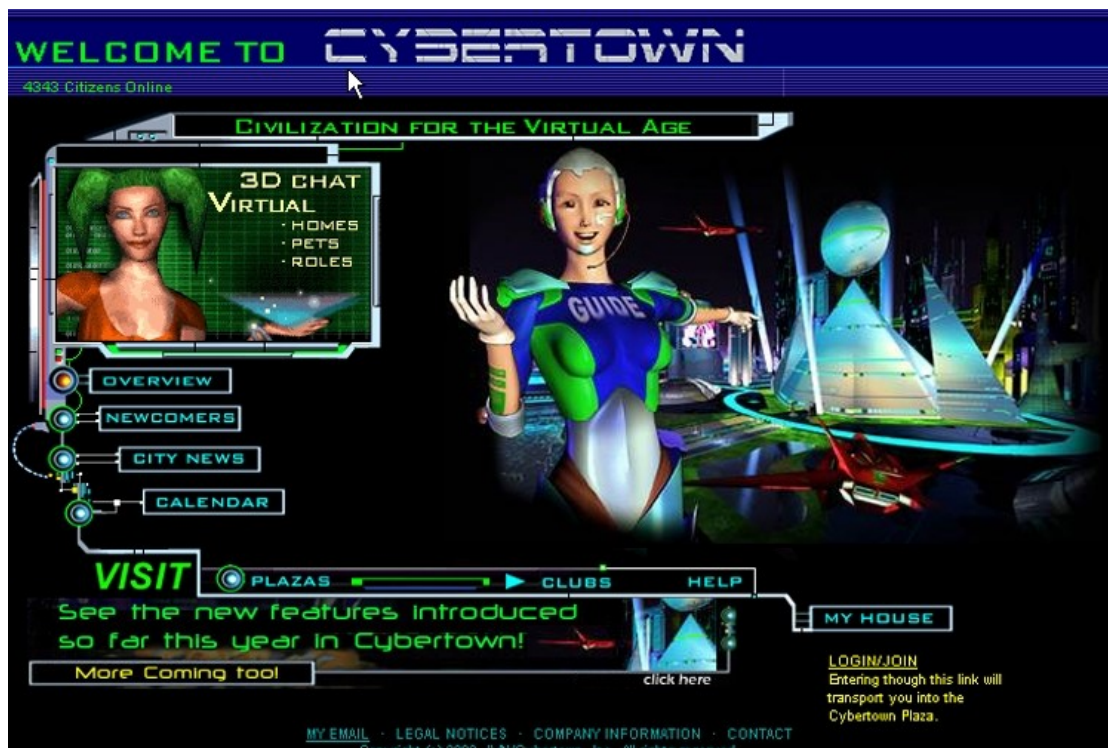 WELCOME TO CYBERTOWN
4343 Citizens Online
CIVILIZATION FOR THE VIRTUAL AGE
3D CHAT
VIRTUAL
· HOMES
· PETS
· ROLES
GUIDE
OVERVIEW
NEWCOMERS
CITY NEWS
CALENDAR
VISIT
PLAZAS
CLUBS
HELP
See the new features introduced
so far this year in Cybertown!
More Coming too!
click here
MY HOUSE
LOGIN/JOIN
Entering though this link will
transport you into the
Cybertown Plaza.
MY EMAIL · LEGAL NOTICES · COMPANY INFORMATION · CONTACT